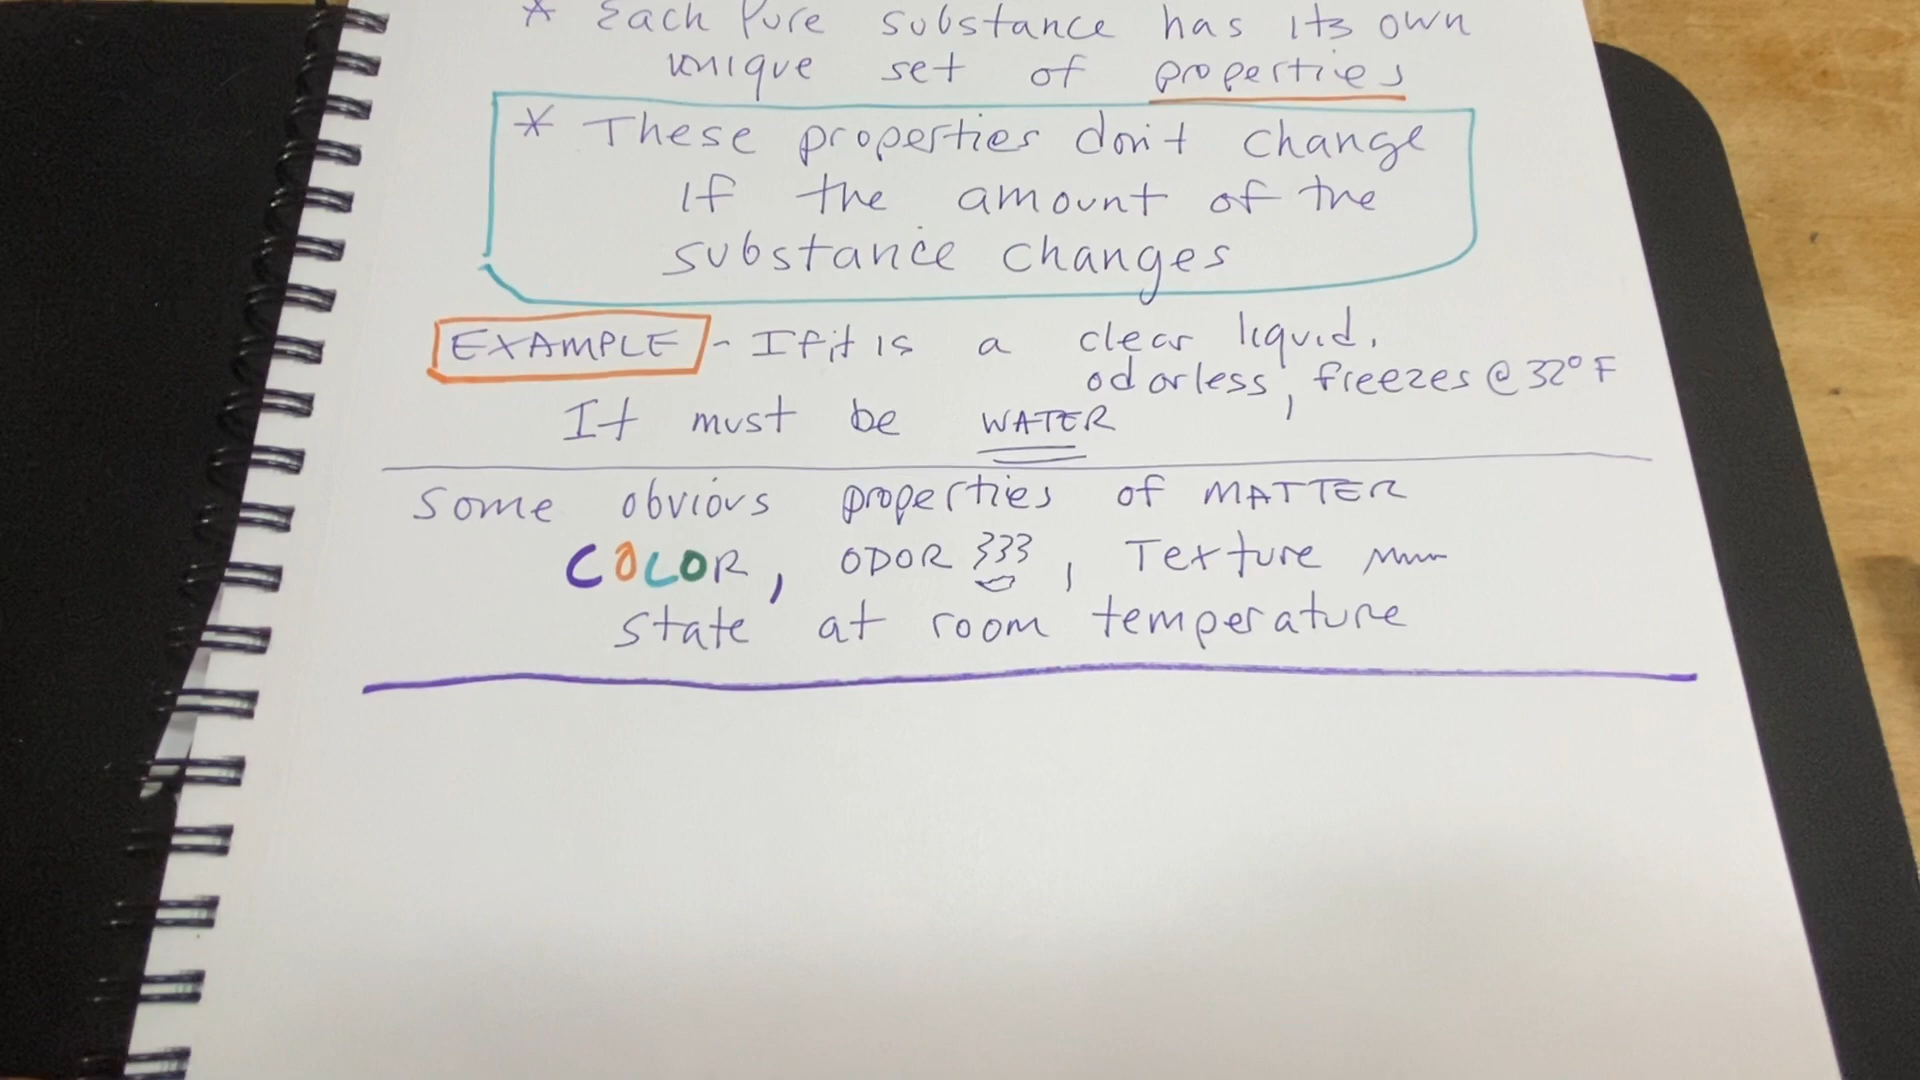 * Each Pure substance has its own
unique set of properties
* These properties don't change
If the amount of the
substance changes
EXAMPLE - If it is a clear liquid,
odorless, freezes @ 32° F
It must be WATER
Some obvious properties of MATTER
COLOR, ODOR, Texture
state at room temperature